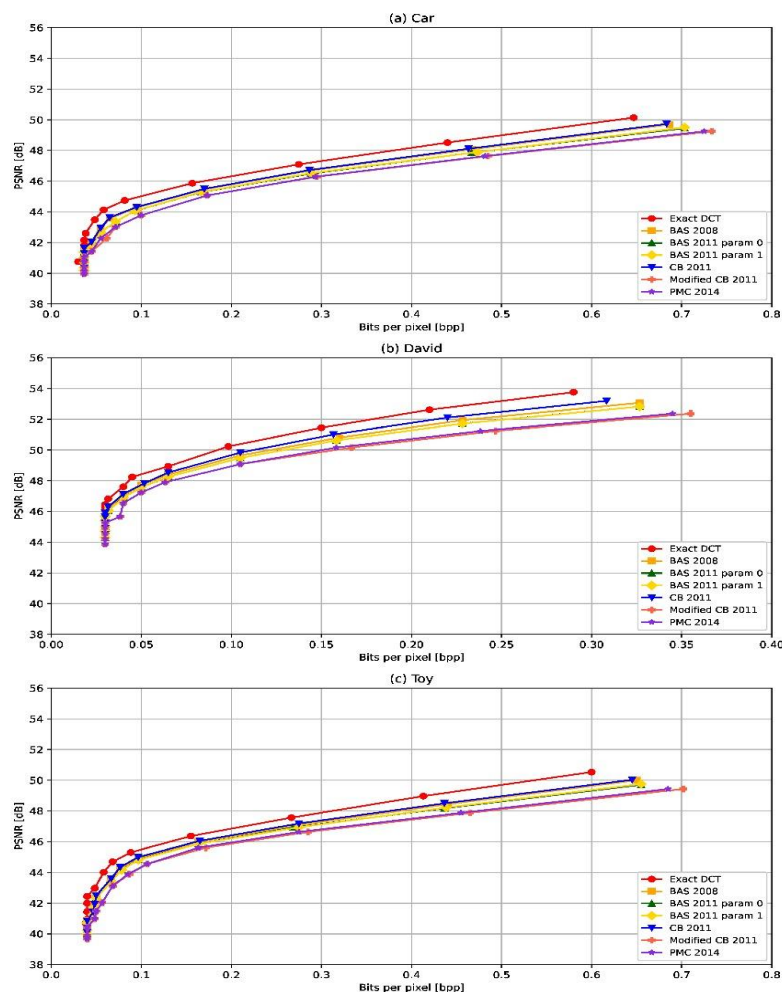 (a) Car
56
54
52
50
48
46
44
42
40
38
PSNR [dB]
0.0 0.1 0.2 0.3 0.4 0.5 0.6 0.7 0.8
Bits per pixel [bpp]
Exact DCT
BAS 2008
BAS 2011 param 0
BAS 2011 param 1
CB 2011
Modified CB 2011
PMC 2014
(b) David
56
54
52
50
48
46
44
42
40
38
PSNR [dB]
0.00 0.05 0.10 0.15 0.20 0.25 0.30 0.35 0.40
Bits per pixel [bpp]
Exact DCT
BAS 2008
BAS 2011 param 0
BAS 2011 param 1
CB 2011
Modified CB 2011
PMC 2014
(c) Toy
56
54
52
50
48
46
44
42
40
38
PSNR [dB]
0.0 0.1 0.2 0.3 0.4 0.5 0.6 0.7 0.8
Bits per pixel [bpp]
Exact DCT
BAS 2008
BAS 2011 param 0
BAS 2011 param 1
CB 2011
Modified CB 2011
PMC 2014